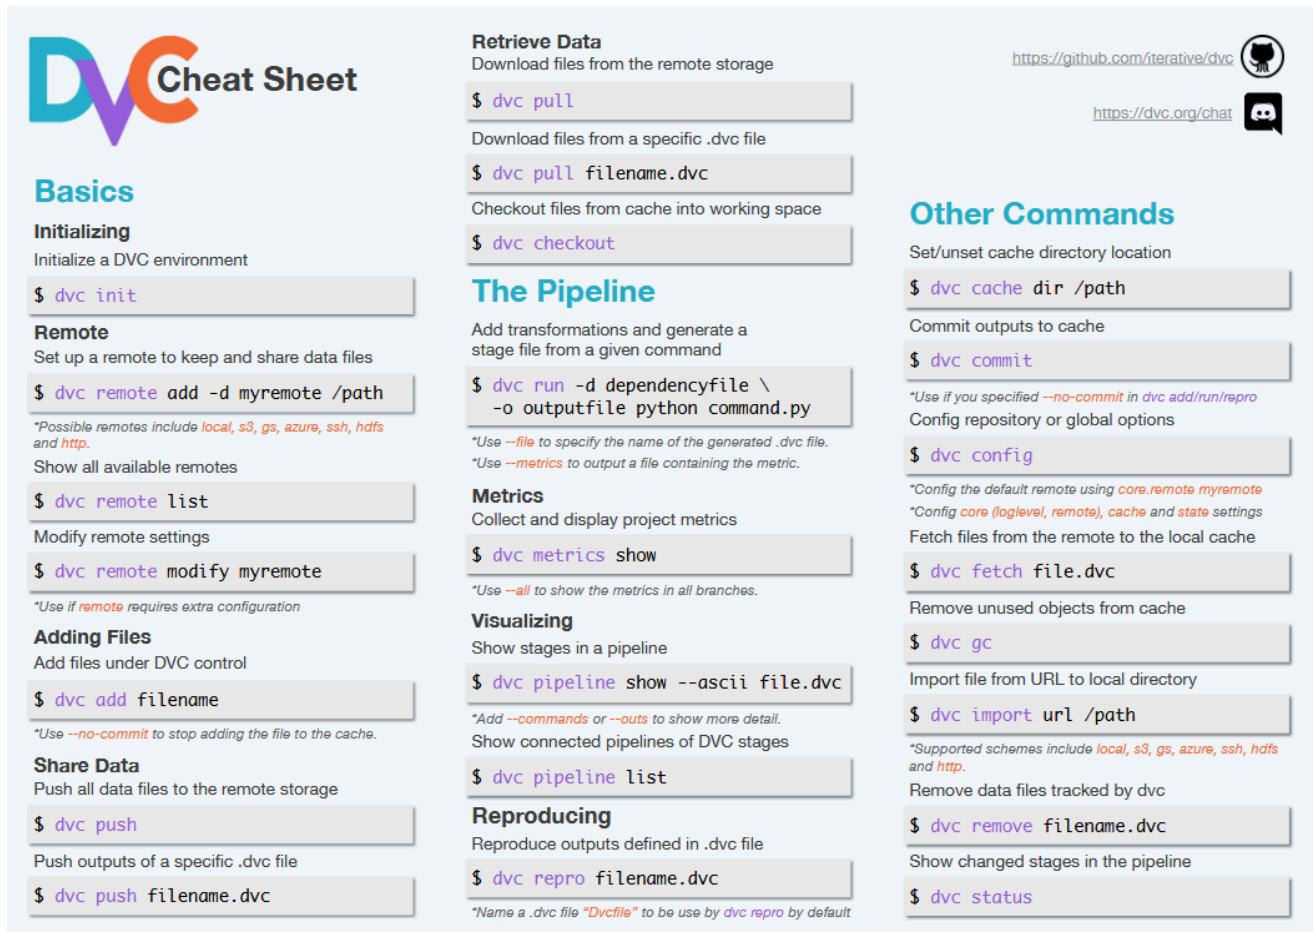 DVC Cheat Sheet
Basics
Initializing
Initialize a DVC environment
$ dvc init
Remote
Set up a remote to keep and share data files
$ dvc remote add -d myremote /path
*Possible remotes include local, s3, gs, azure, ssh, hdfs
and http.
Show all available remotes
$ dvc remote list
Modify remote settings
$ dvc remote modify myremote
*Use if remote requires extra configuration
Adding Files
Add files under DVC control
$ dvc add filename
*Use --no-commit to stop adding the file to the cache.
Share Data
Push all data files to the remote storage
$ dvc push
Push outputs of a specific .dvc file
$ dvc push filename.dvc
Retrieve Data
Download files from the remote storage
$ dvc pull
Download files from a specific .dvc file
$ dvc pull filename.dvc
Checkout files from cache into working space
$ dvc checkout
The Pipeline
Add transformations and generate a
stage file from a given command
$ dvc run -d dependencyfile \
-o outputfile python command.py
*Use --file to specify the name of the generated .dvc file.
*Use --metrics to output a file containing the metric.
Metrics
Collect and display project metrics
$ dvc metrics show
*Use --all to show the metrics in all branches.
Visualizing
Show stages in a pipeline
$ dvc pipeline show --ascii file.dvc
*Add --commands or --outs to show more detail.
Show connected pipelines of DVC stages
$ dvc pipeline list
Reproducing
Reproduce outputs defined in .dvc file
$ dvc repro filename.dvc
*Name a .dvc file "Dvcfile" to be use by dvc repro by default
https://github.com/iterative/dvc
https://dvc.org/chat
Other Commands
Set/unset cache directory location
$ dvc cache dir /path
Commit outputs to cache
$ dvc commit
*Use if you specified --no-commit in dvc add/run/repro
Config repository or global options
$ dvc config
*Config the default remote using core.remote myremote
*Config core (loglevel, remote), cache and state settings
Fetch files from the remote to the local cache
$ dvc fetch file.dvc
Remove unused objects from cache
$ dvc gc
Import file from URL to local directory
$ dvc import url /path
*Supported schemes include local, s3, gs, azure, ssh, hdfs
and http.
Remove data files tracked by dvc
$ dvc remove filename.dvc
Show changed stages in the pipeline
$ dvc status